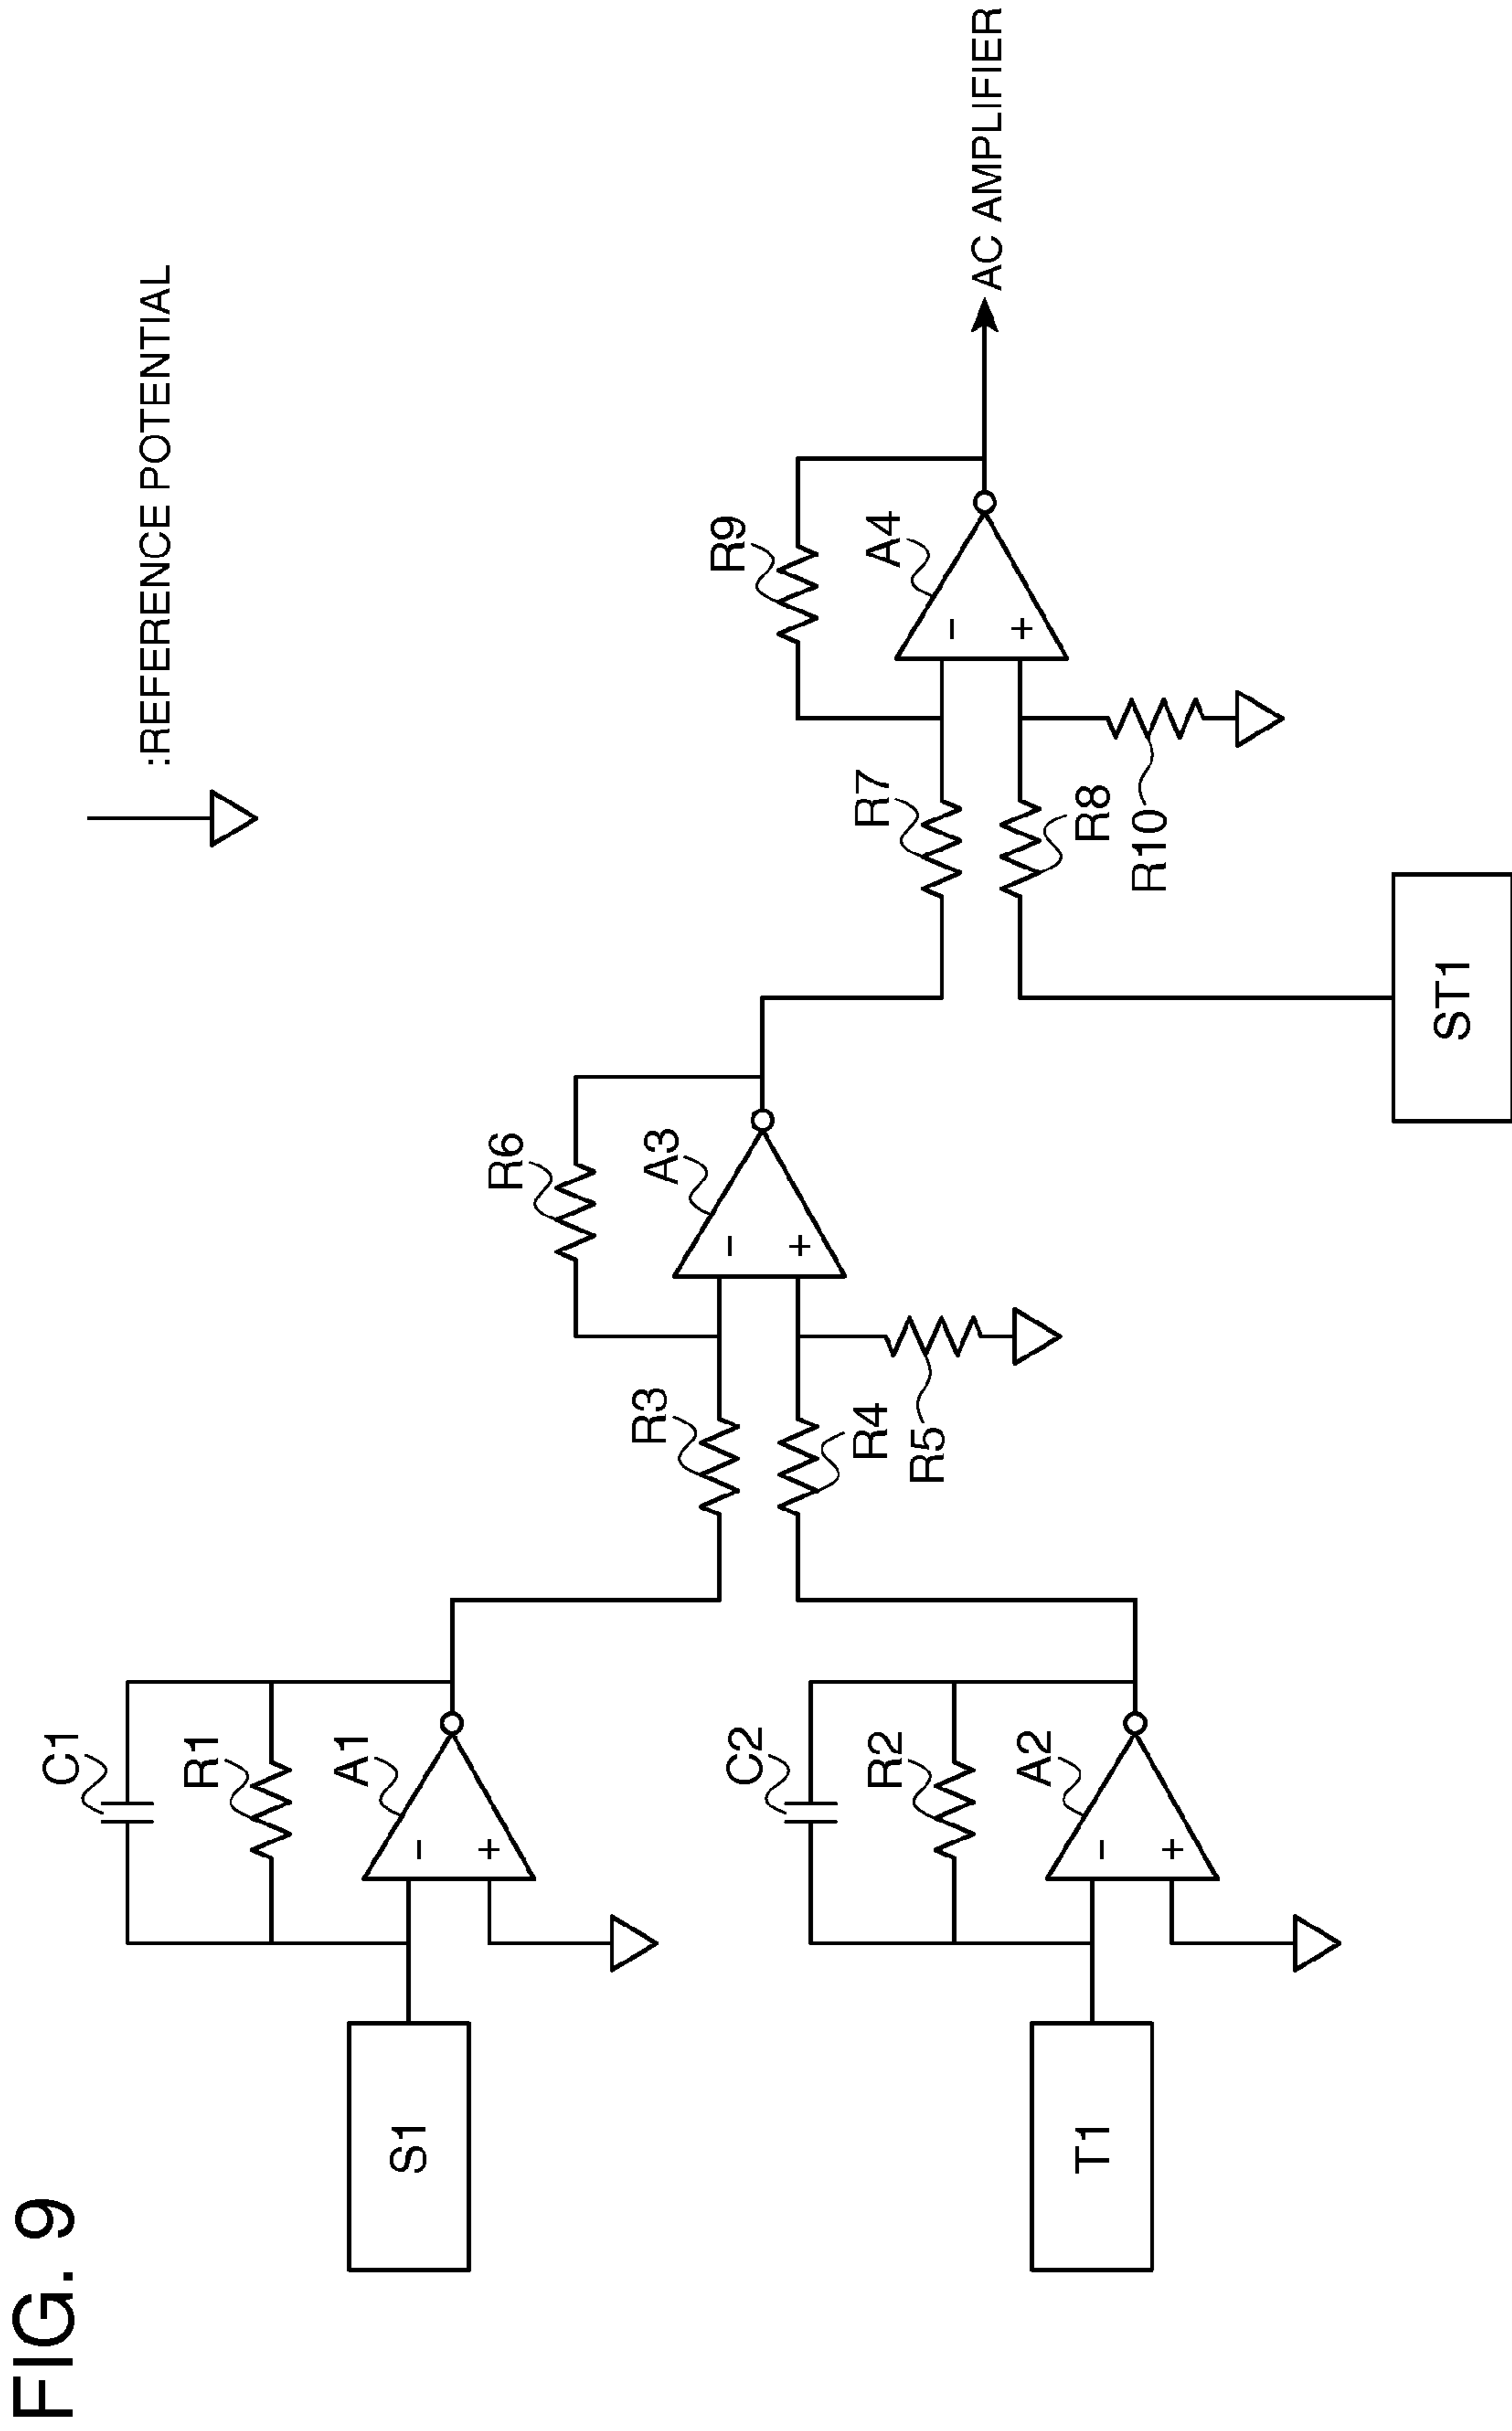 FIG. 9
:REFERENCE POTENTIAL
C1
R1
A1
S1
C2
R2
A2
T1
R3
R4
R5
R6
A3
-
+
-
+
-
+
-
+
R7
R8
R9
R10
A4
ST1
AC AMPLIFIER